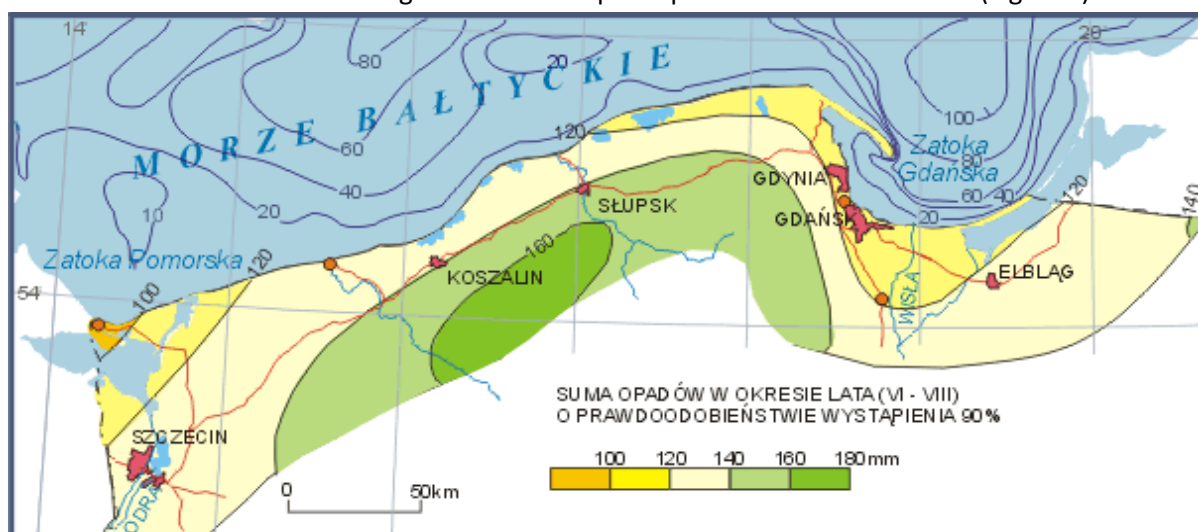 14
20
80
20
100
MORZE BAŁTYCKIE
120
60
Zatoka
Gdańska
80
40
GDYNIA
60
40
120
10
20
SŁUPSK
GDAŃSK
20
140
Zatoka Pomorska
120
160
KOSZALIN
ELBLĄG
54
100
WISŁA
SUMA OPADÓW W OKRESIE LATA (VI - VIII)
O PRAWDOODOBIEŃSTWIE WYSTĄPIENIA 90%
SZCZECIN
100 120 140 160 180 mm
0 50km
ODRA